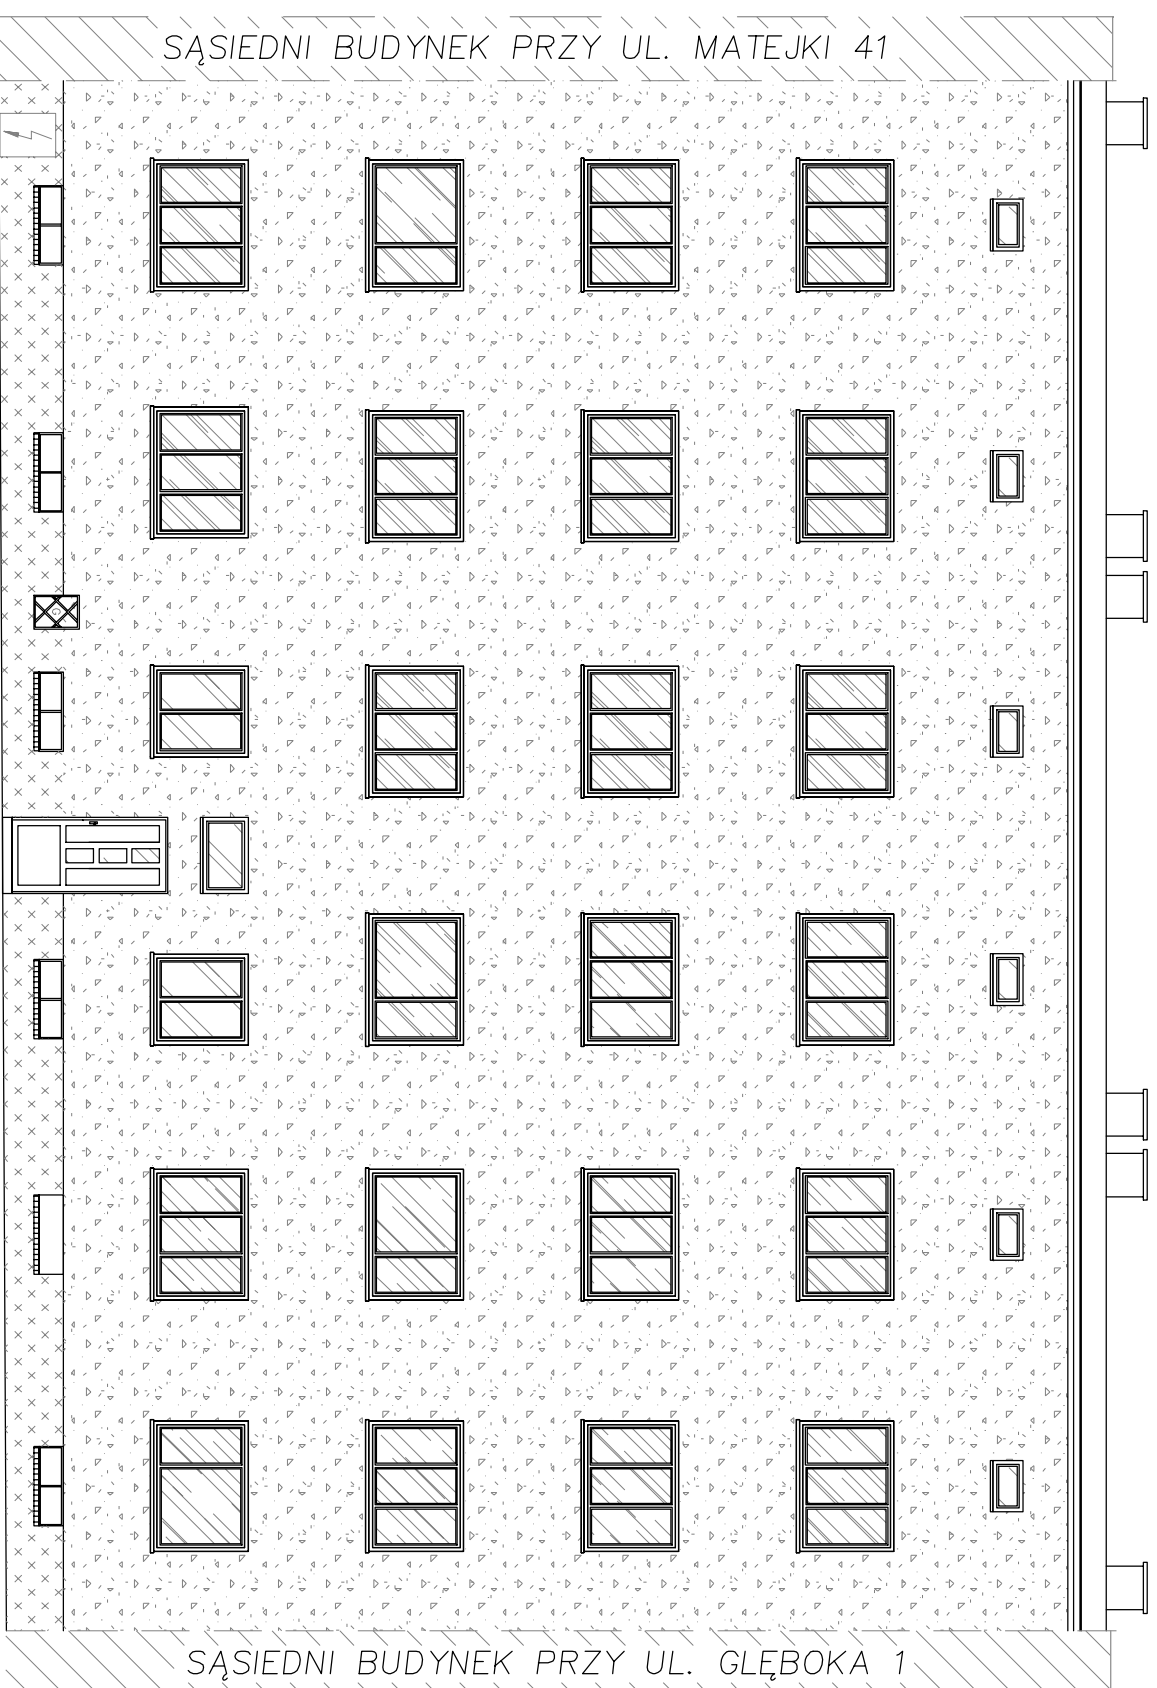 SĄSIEDNI BUDYNEK PRZY UL. MATEJKI 41
G
SĄSIEDNI BUDYNEK PRZY UL. GLĘBOKA 1